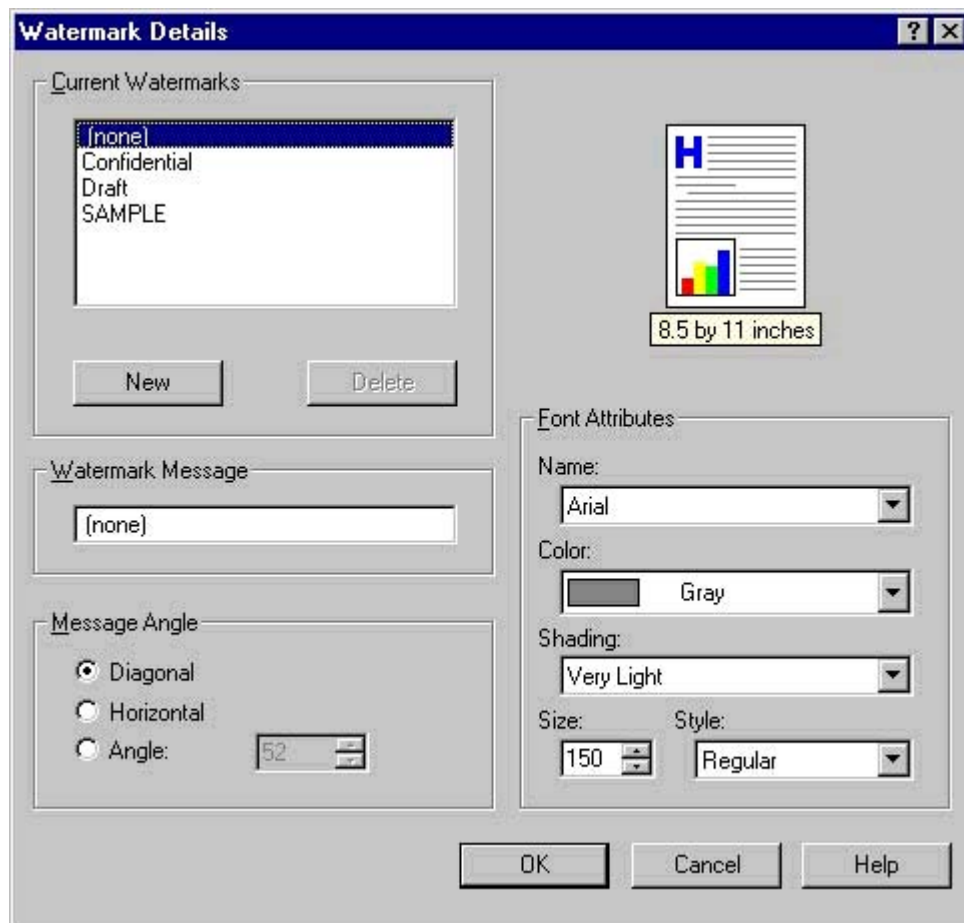 Watermark Details
Current Watermarks
(none)
Confidential
Draft
SAMPLE
New
Delete
H
8.5 by 11 inches
Watermark Message
(none)
Message Angle
Diagonal
Horizontal
Angle:
52
Font Attributes
Name:
Arial
Color:
Gray
Shading:
Very Light
Size:
Style:
150
Regular
OK
Cancel
Help